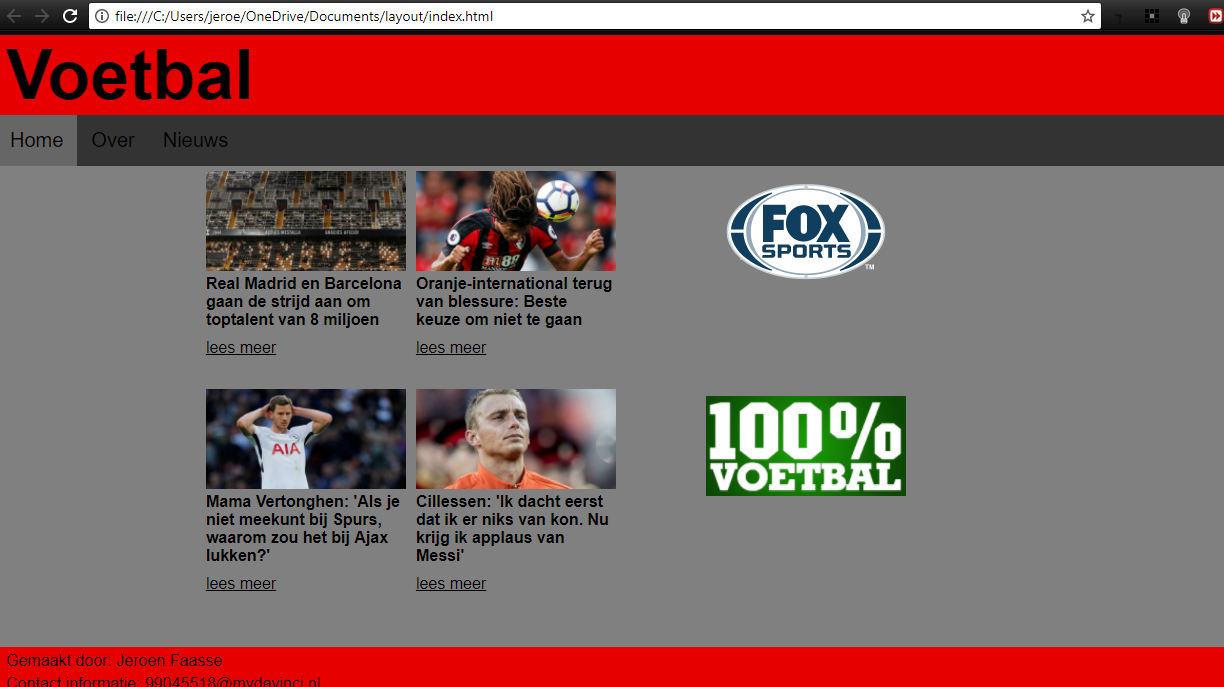 file:///C:/Users/jeroe/OneDrive/Documents/layout/index.html
Voetbal
Home Over Nieuws
Real Madrid en Barcelona
gaan de strijd aan om
toptalent van 8 miljoen
lees meer
Oranje-international terug
van blessure: Beste
keuze om niet te gaan
lees meer
FOX
SPORTS
TM
AIA
Mama Vertonghen: 'Als je
niet meekunt bij Spurs,
waarom zou het bij Ajax
lukken?'
lees meer
Cillessen: 'Ik dacht eerst
dat ik er niks van kon. Nu
krijg ik applaus van
Messi'
lees meer
100%
VOETBAL
Gemaakt door: Jeroen Faasse
Contact informatie: 99045518@mydavinci.nl